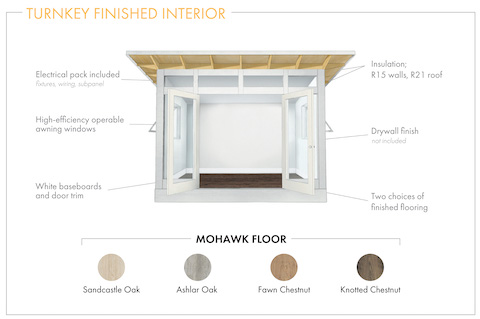 TURNKEY FINISHED INTERIOR
Electrical pack included
fixtures, wiring, subpanel
High-efficiency operable
awning windows
White baseboards
and door trim
Insulation;
R15 walls, R21 roof
Drywall finish
not included
Two choices of
finished flooring
MOHAWK FLOOR
Sandcastle Oak
Ashlar Oak
Fawn Chestnut
Knotted Chestnut